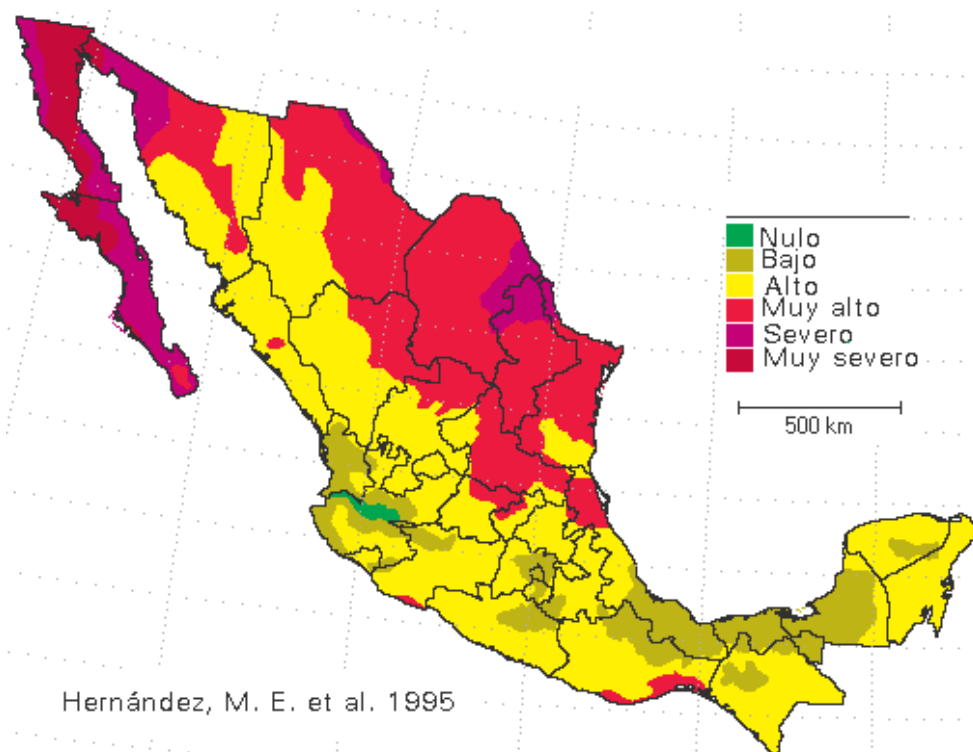 Nulo
Bajo
Alto
Muy alto
Severo
Muy severo
500 km
Hernández, M. E. et al. 1995